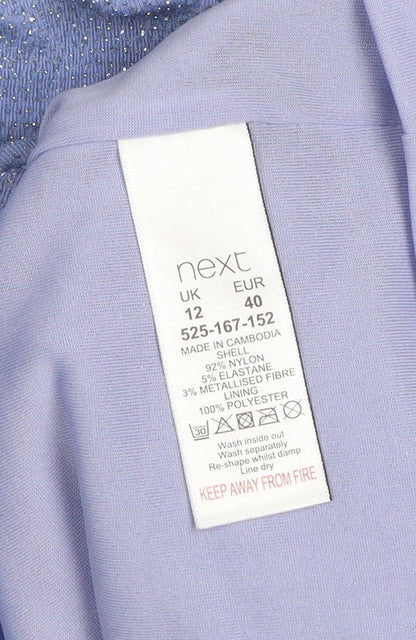 next
UK EUR
12 40
525-167-152
MADE IN CAMBODIA
SHELL
92% NYLON
5% ELASTANE
3% METALLISED FIBRE
LINING
100% POLYESTER
30
Wash inside out
Wash separately
Re-shape whilst damp
Line dry
KEEP AWAY FROM FIRE